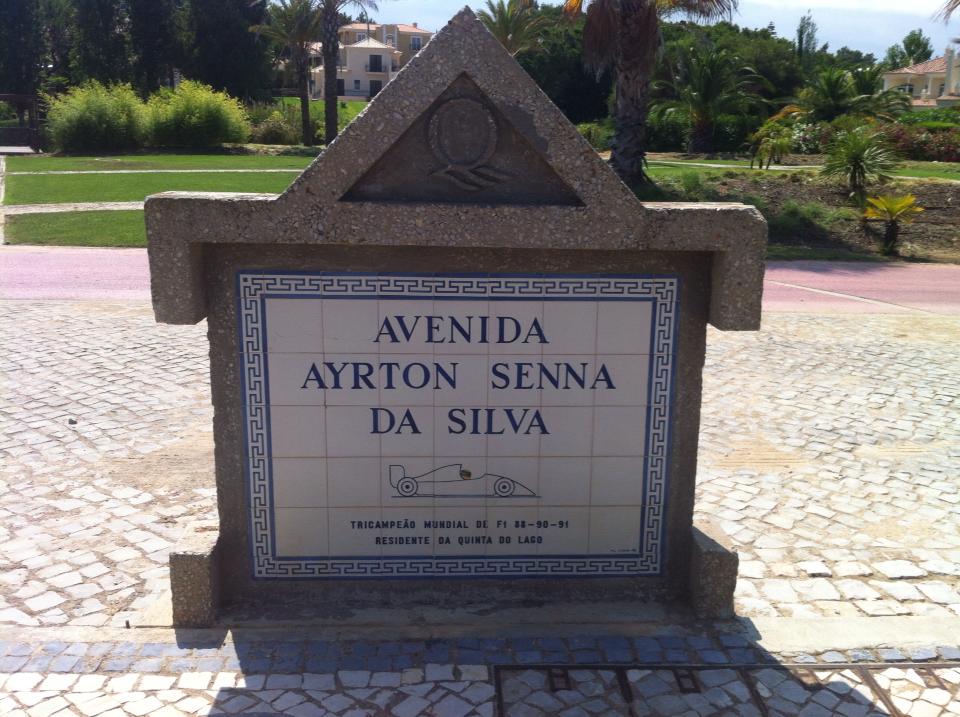 AVENIDA
AYRTON SENNA
DA SILVA
TRICAMPEÃO MUNDIAL DE F1 88-90-91
RESIDENTE DA QUINTA DO LAGO